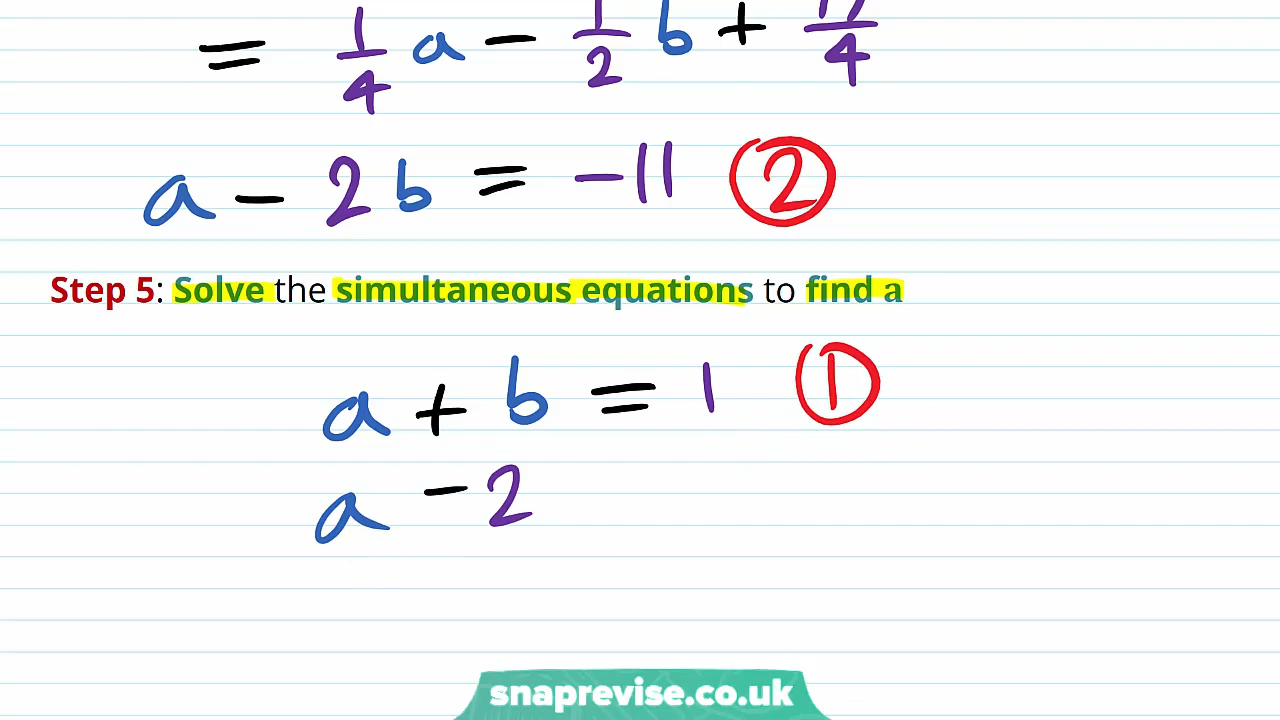 = 1/4 a - 1/2 b + 17/4
a - 2b = -11 ②
Step 5: Solve the simultaneous equations to find a
a + b = 1 ①
a - 2
snaprevise.co.uk